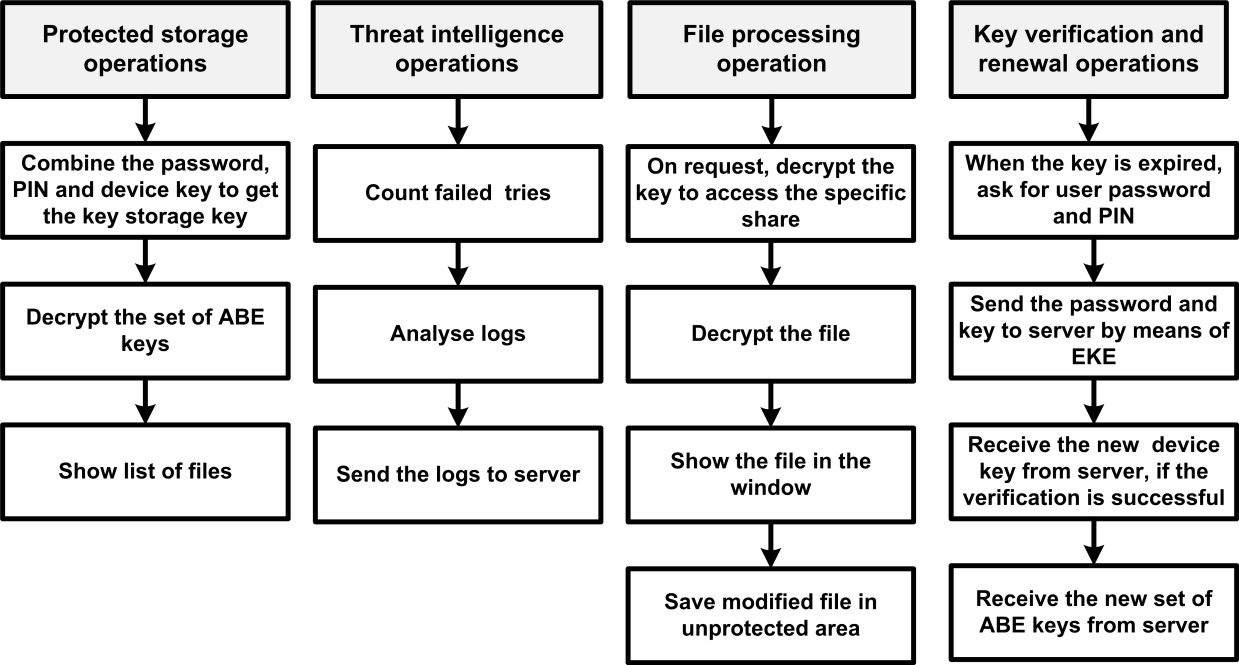 Protected storage
operations
Combine the password,
PIN and device key to get
the key storage key
Decrypt the set of ABE
keys
Show list of files
Threat intelligence
operations
Count failed tries
Analyse logs
Send the logs to server
File processing
operation
On request, decrypt the
key to access the specific
share
Decrypt the file
Show the file in the
window
Save modified file in
unprotected area
Key verification and
renewal operations
When the key is expired,
ask for user password
and PIN
Send the password and
key to server by means of
EKE
Receive the new device
key from server, if the
verification is successful
Receive the new set of
ABE keys from server